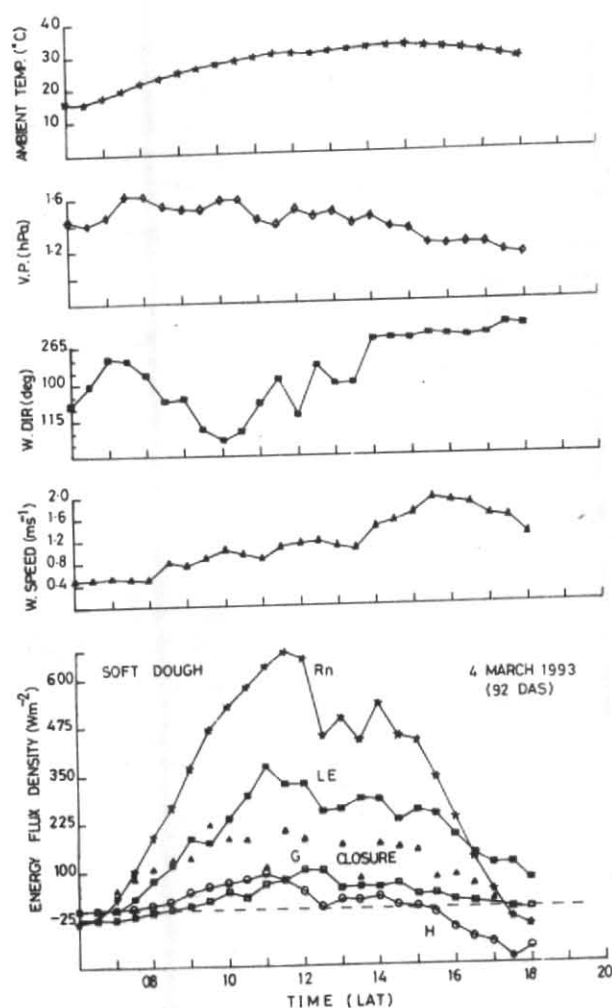 AMBIENT TEMP. (°C)
40
30
20
10
V.P. (hPa)
1·6
1·2
W. DIR (deg)
265
100
115
W. SPEED (ms⁻¹)
2·0
1·6
1·2
0·8
0·4
ENERGY FLUX DENSITY (Wm⁻²)
600
475
350
225
100
-25
SOFT DOUGH
Rn
4 MARCH 1993
(92 DAS)
LE
G
CLOSURE
H
08 10 12 14 16 18 20
TIME (LAT)